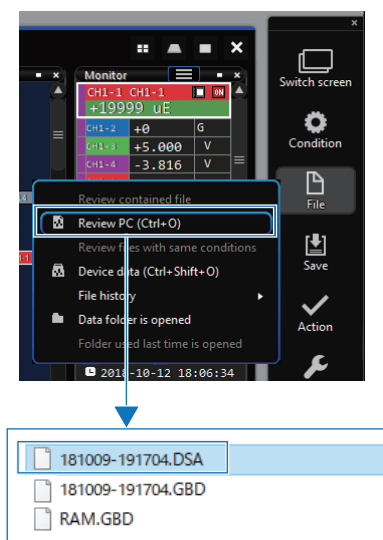 ×
Switch screen
Monitor
CH1-1 CH1-1 ON
+19999 uE
CH1-2 +0 G
CH1-3 +5.000 V
CH1-4 -3.816 V
Condition
File
Review contained file
Review PC (Ctrl+O)
Review files with same conditions
Device data (Ctrl+Shift+O)
File history
Data folder is opened
Folder used last time is opened
Save
Action
2018-10-12 18:06:34
181009-191704.DSA
181009-191704.GBD
RAM.GBD